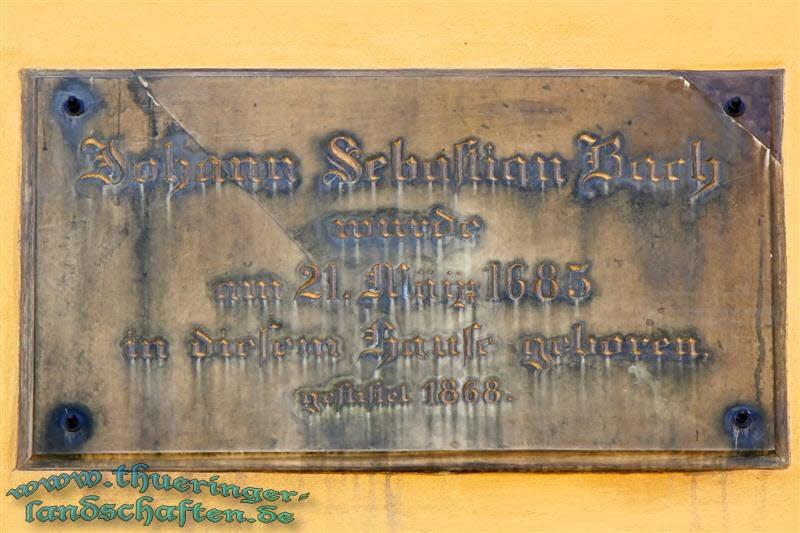 Johann Sebastian Bach
wurde
am 21. März 1685
in diesem Hause geboren,
gestiftet 1868.
www.thueringer-
landschaften.de